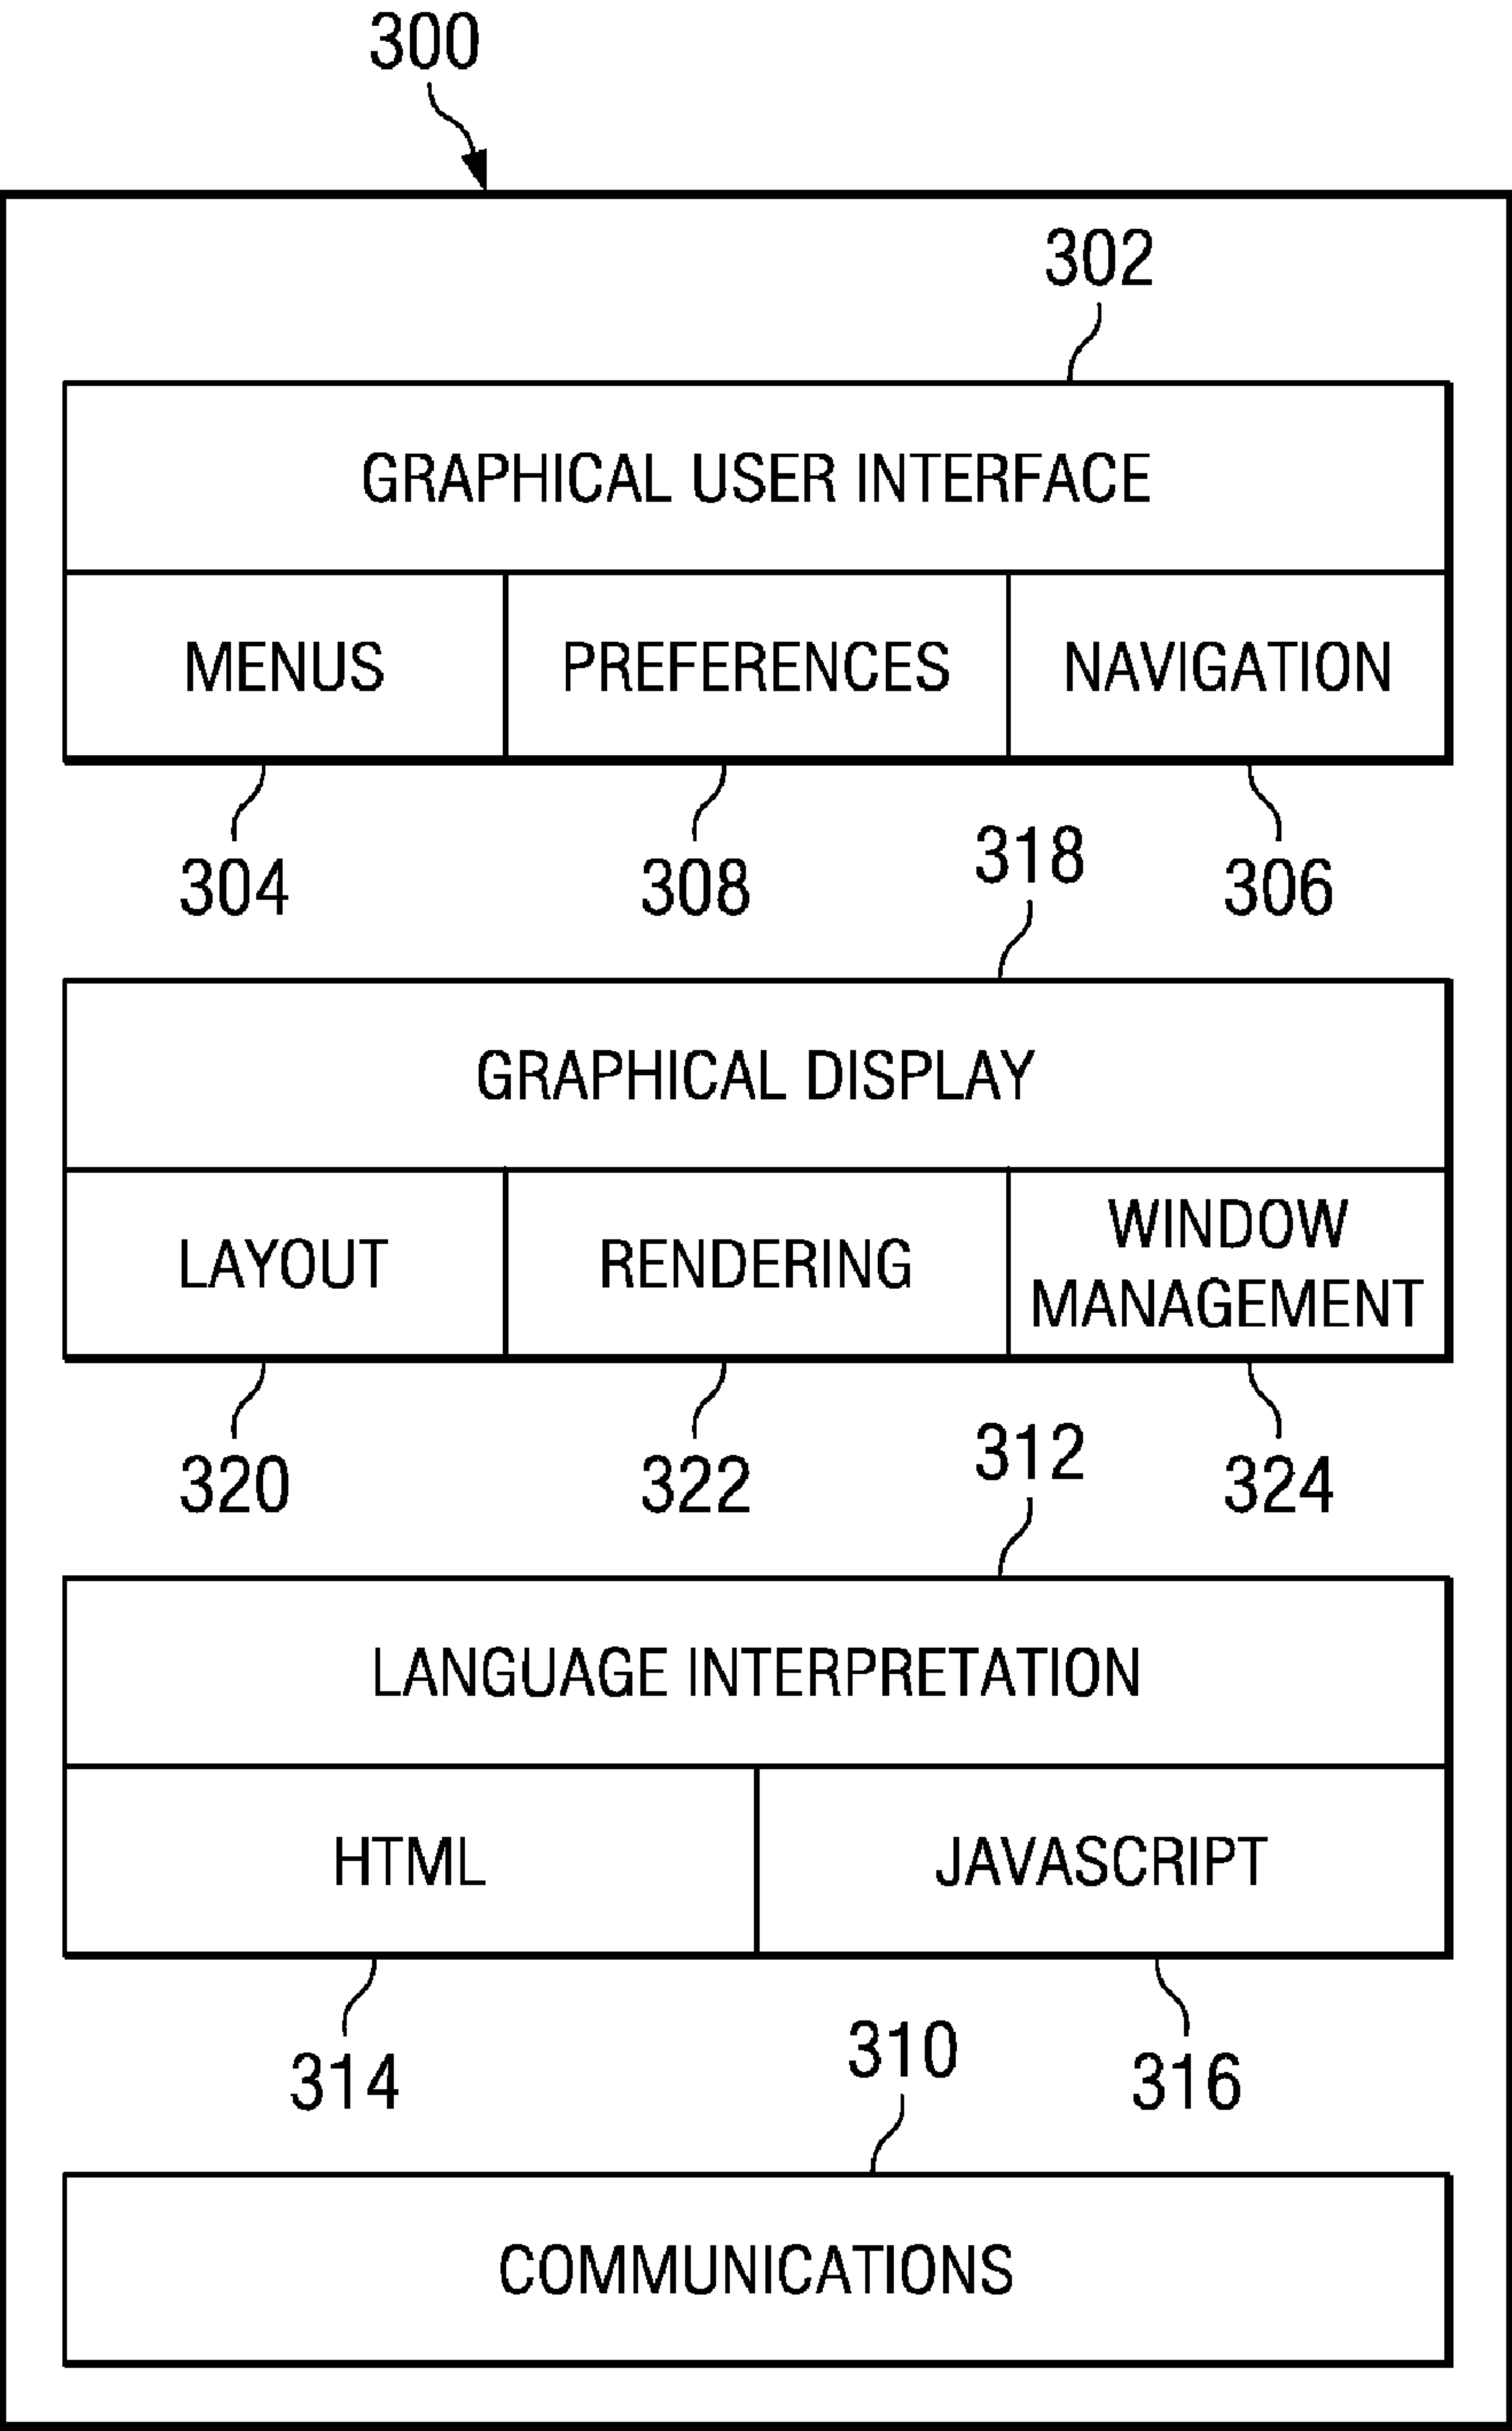 300
302
GRAPHICAL USER INTERFACE
MENUS
PREFERENCES
NAVIGATION
304
308
318
306
GRAPHICAL DISPLAY
LAYOUT
RENDERING
WINDOW
MANAGEMENT
320
322
312
324
LANGUAGE INTERPRETATION
HTML
JAVASCRIPT
314
310
316
COMMUNICATIONS